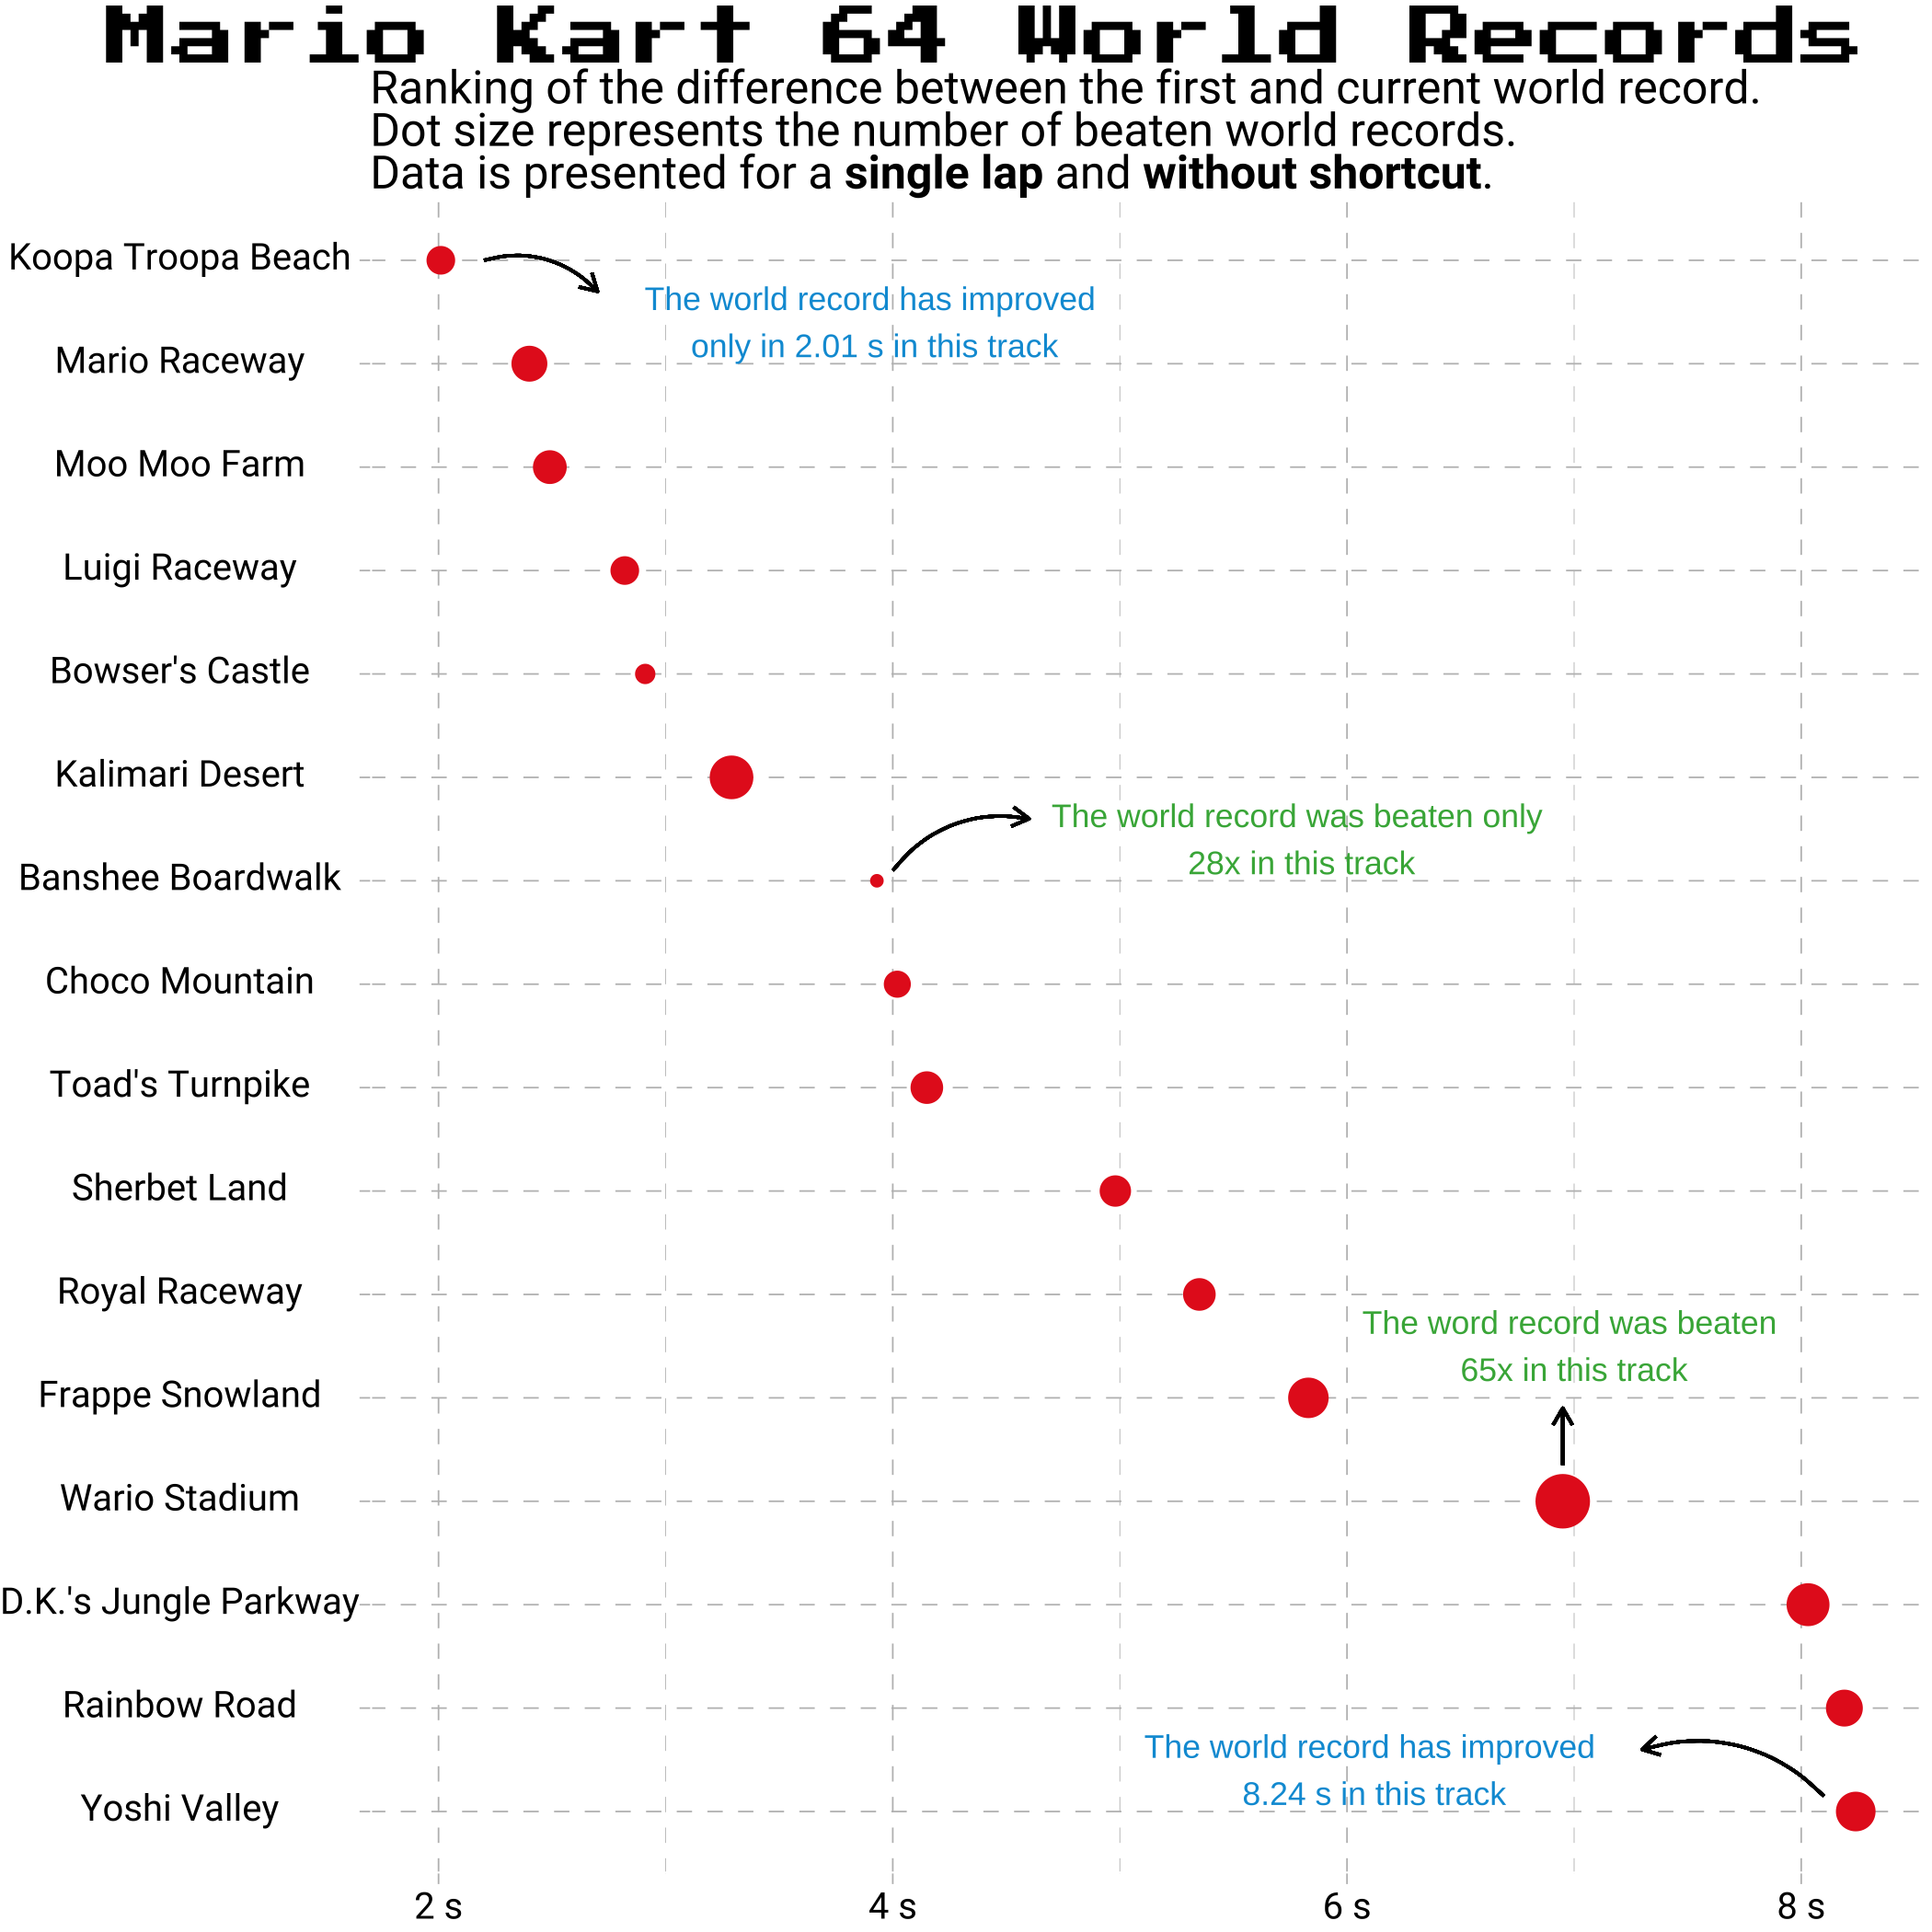 Mario Kart 64 World Records
Ranking of the difference between the first and current world record.
Dot size represents the number of beaten world records.
Data is presented for a single lap and without shortcut.
Koopa Troopa Beach
The world record has improved
only in 2.01 s in this track
Mario Raceway
Moo Moo Farm
Luigi Raceway
Bowser's Castle
Kalimari Desert
The world record was beaten only
28x in this track
Banshee Boardwalk
Choco Mountain
Toad's Turnpike
Sherbet Land
Royal Raceway
The word record was beaten
65x in this track
Frappe Snowland
Wario Stadium
D.K.'s Jungle Parkway
Rainbow Road
The world record has improved
8.24 s in this track
Yoshi Valley
2 s
4 s
6 s
8 s